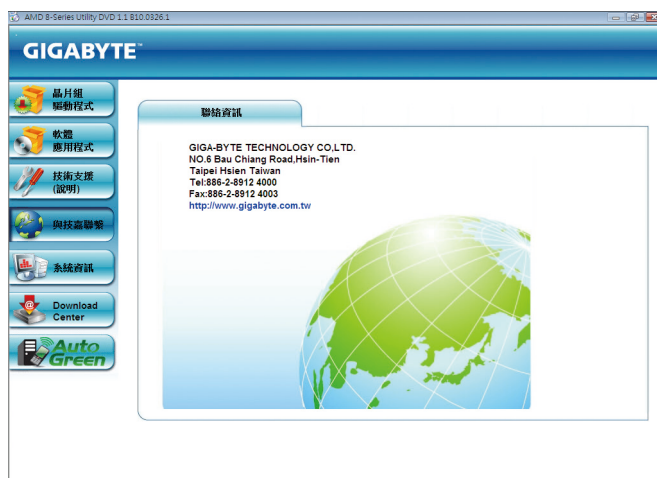 AMD 8-Series Utility DVD 1.1 B10.0326.1
GIGABYTE™
晶片組
驅動程式
軟體
應用程式
技術支援
(說明)
與技嘉聯繫
系統資訊
Download
Center
Auto
Green
聯絡資訊
GIGA-BYTE TECHNOLOGY CO,LTD.
NO.6 Bau Chiang Road,Hsin-Tien
Taipei Hsien Taiwan
Tel:886-2-8912 4000
Fax:886-2-8912 4003
http://www.gigabyte.com.tw